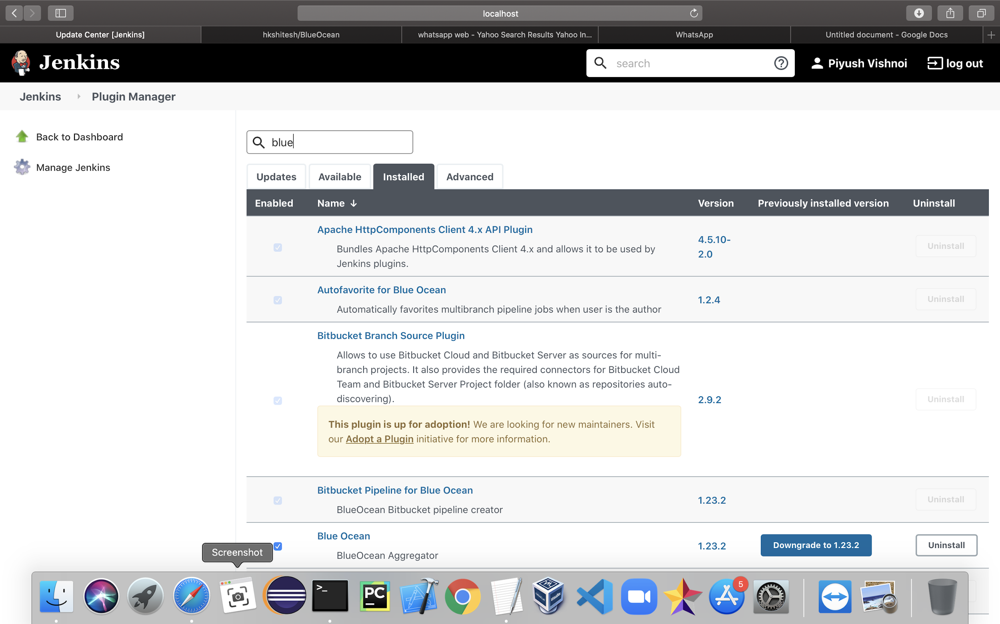 localhost
Update Center [Jenkins]
hkshitesh/BlueOcean
whatsapp web - Yahoo Search Results Yahoo In...
WhatsApp
Untitled document - Google Docs
Jenkins
search
Piyush Vishnoi
log out
Jenkins
Plugin Manager
Back to Dashboard
Manage Jenkins
blue
Updates
Available
Installed
Advanced
Enabled
Name ↓
Version
Previously installed version
Uninstall
Apache HttpComponents Client 4.x API Plugin
Bundles Apache HttpComponents Client 4.x and allows it to be used by
Jenkins plugins.
4.5.10-
2.0
Uninstall
Autofavorite for Blue Ocean
Automatically favorites multibranch pipeline jobs when user is the author
1.2.4
Uninstall
Bitbucket Branch Source Plugin
Allows to use Bitbucket Cloud and Bitbucket Server as sources for multi-
branch projects. It also provides the required connectors for Bitbucket Cloud
Team and Bitbucket Server Project folder (also known as repositories auto-
discovering).
This plugin is up for adoption! We are looking for new maintainers. Visit
our Adopt a Plugin initiative for more information.
2.9.2
Uninstall
Bitbucket Pipeline for Blue Ocean
BlueOcean Bitbucket pipeline creator
1.23.2
Uninstall
Blue Ocean
BlueOcean Aggregator
1.23.2
Downgrade to 1.23.2
Uninstall
Screenshot
>_
PC
5